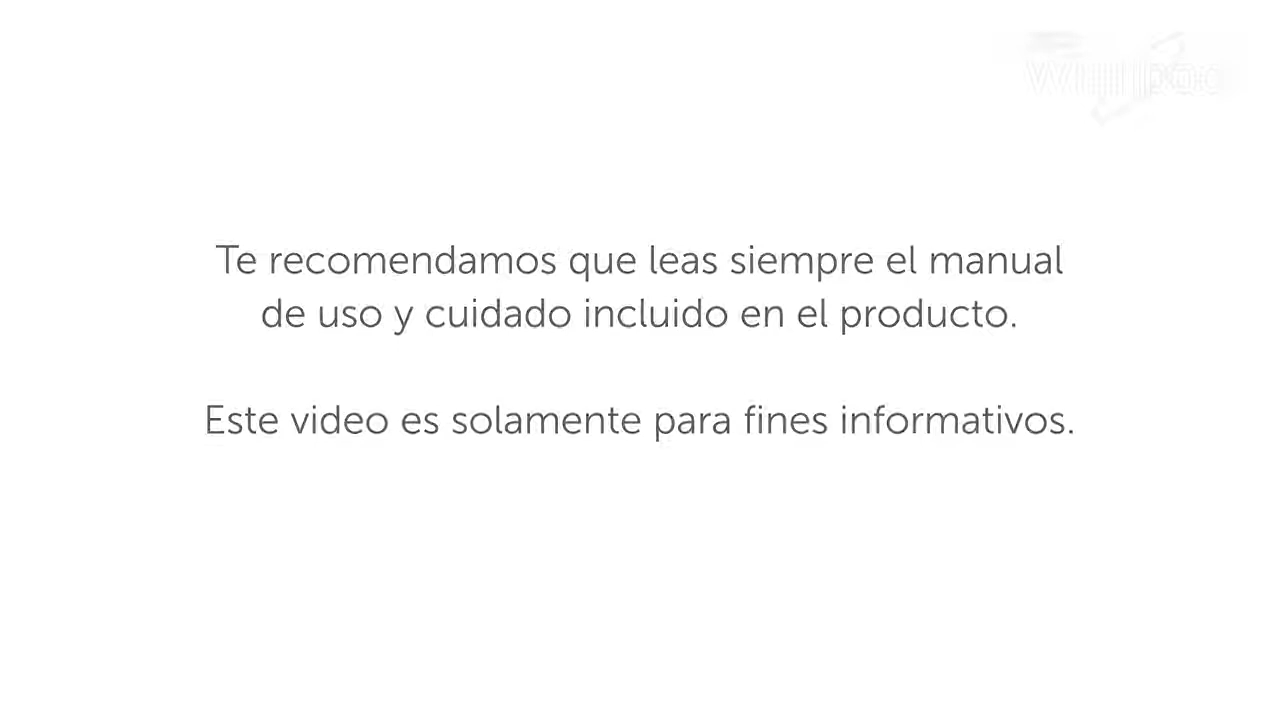 Te recomendamos que leas siempre el manual
de uso y cuidado incluido en el producto.
Este video es solamente para fines informativos.